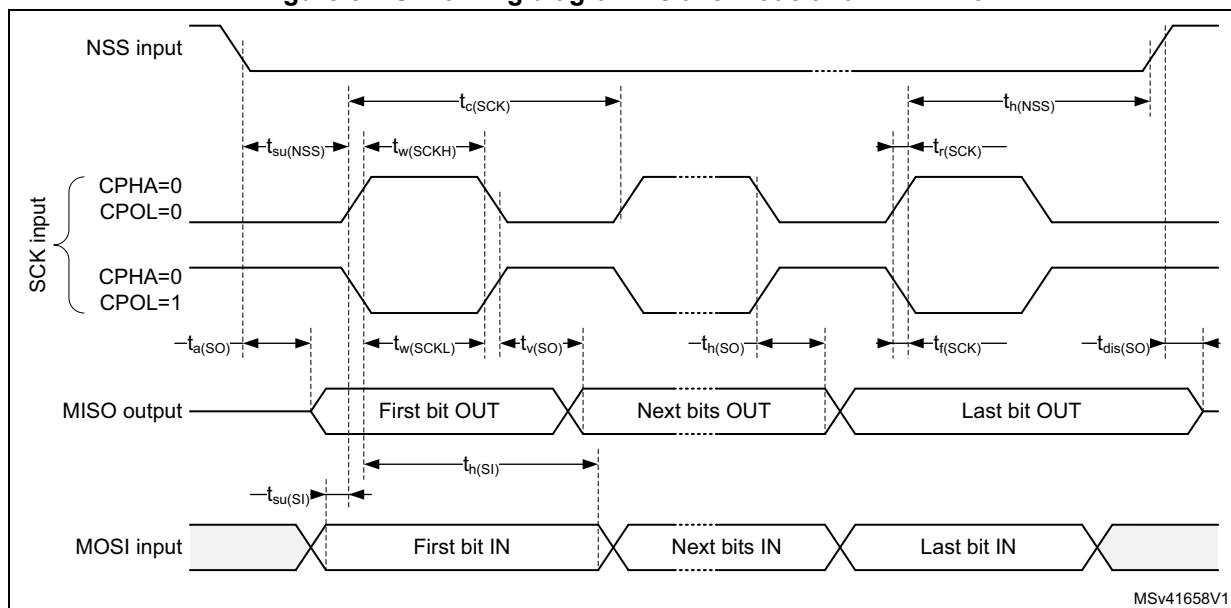 NSS input
tc(SCK)
th(NSS)
tsu(NSS)
tw(SCKH)
tr(SCK)
SCK input
CPHA=0
CPOL=0
CPHA=0
CPOL=1
ta(SO)
tw(SCKL)
tv(SO)
th(SO)
tf(SCK)
tdis(SO)
MISO output
First bit OUT
Next bits OUT
Last bit OUT
th(SI)
tsu(SI)
MOSI input
First bit IN
Next bits IN
Last bit IN
MSv41658V1